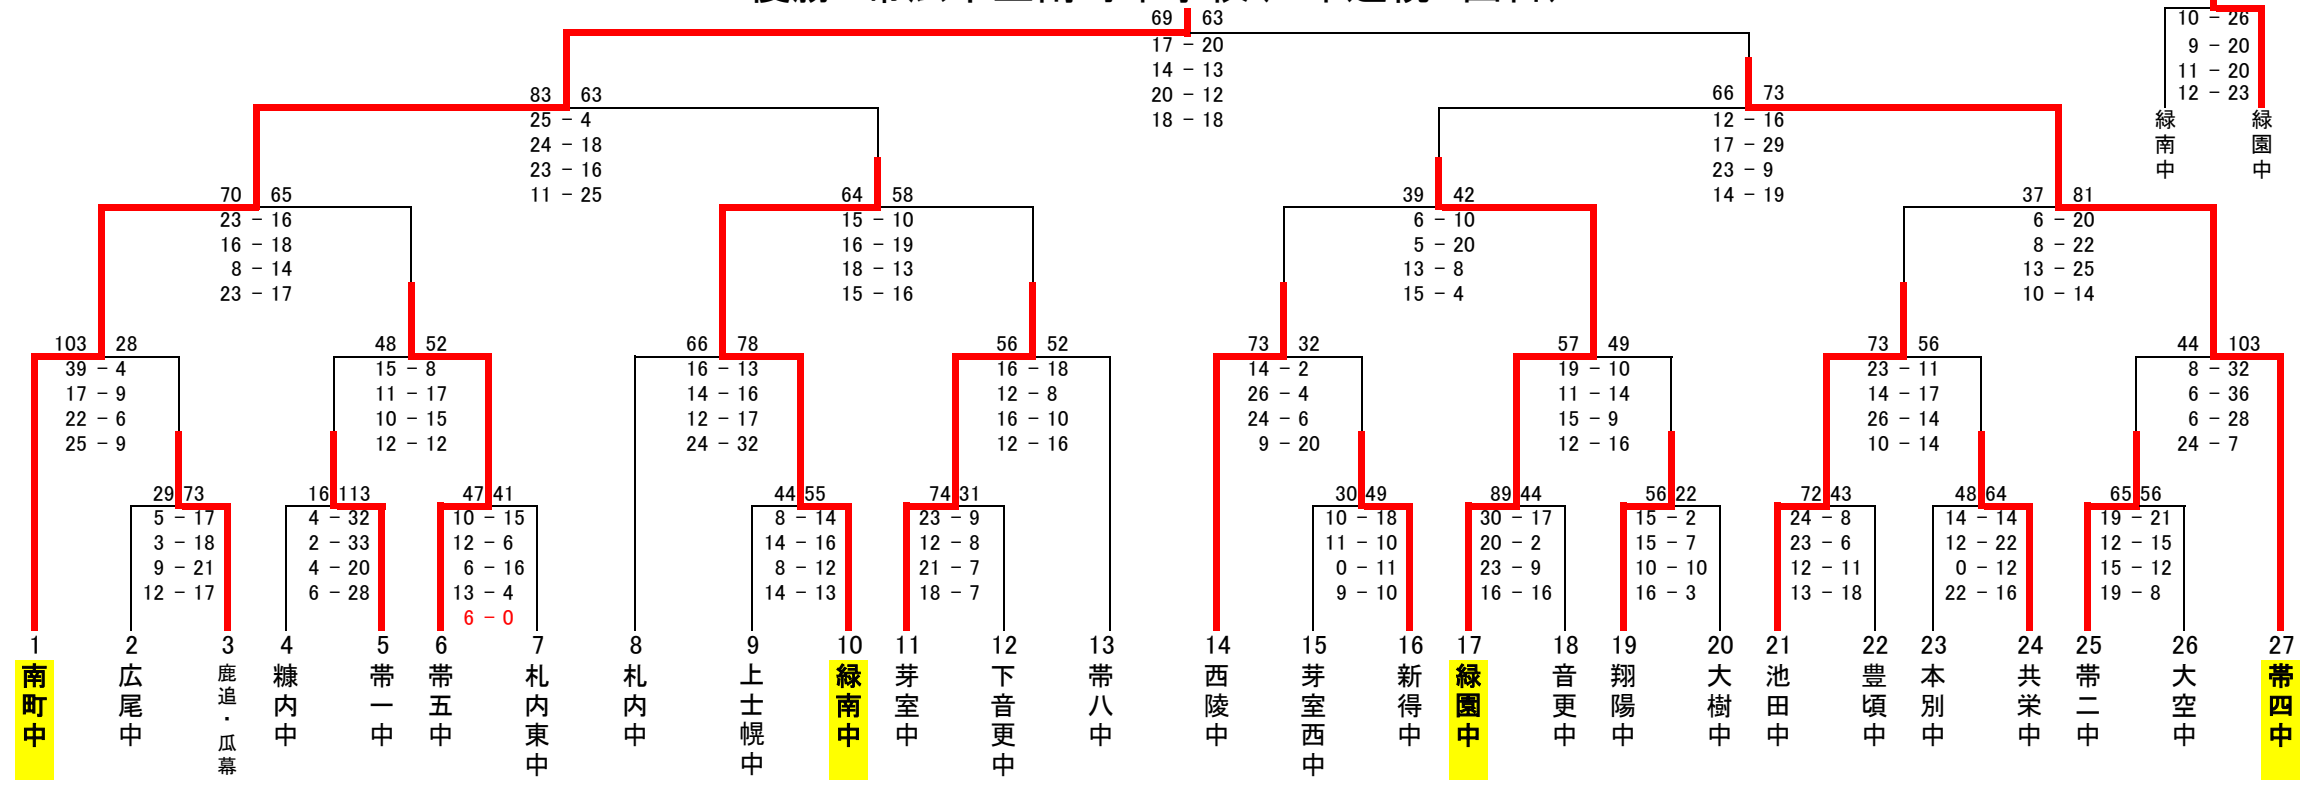 69 63
17 - 20
14 - 13
20 - 12
18 - 18
10 - 26
9 - 20
11 - 20
12 - 23
緑南中
緑園中
83 63
25 - 4
24 - 18
23 - 16
11 - 25
66 73
12 - 16
17 - 29
23 - 9
14 - 19
70 65
23 - 16
16 - 18
8 - 14
23 - 17
64 58
15 - 10
16 - 19
18 - 13
15 - 16
39 42
6 - 10
5 - 20
13 - 8
15 - 4
37 81
6 - 20
8 - 22
13 - 25
10 - 14
103 28
39 - 4
17 - 9
22 - 6
25 - 9
48 52
15 - 8
11 - 17
10 - 15
12 - 12
66 78
16 - 13
14 - 16
12 - 17
24 - 32
56 52
16 - 18
12 - 8
16 - 10
12 - 16
73 32
14 - 2
26 - 4
24 - 6
9 - 20
57 49
19 - 10
11 - 14
15 - 9
12 - 16
73 56
23 - 11
14 - 17
26 - 14
10 - 14
44 103
8 - 32
6 - 36
6 - 28
24 - 7
29 73
5 - 17
3 - 18
9 - 21
12 - 17
16 113
4 - 32
2 - 33
4 - 20
6 - 28
47 41
10 - 15
12 - 6
6 - 16
13 - 4
6 - 0
44 55
8 - 14
14 - 16
8 - 12
14 - 13
74 31
23 - 9
12 - 8
21 - 7
18 - 7
30 49
10 - 18
11 - 10
0 - 11
9 - 10
89 44
30 - 17
20 - 2
23 - 9
16 - 16
56 22
15 - 2
15 - 7
10 - 10
16 - 3
72 43
24 - 8
23 - 6
12 - 11
13 - 18
48 64
14 - 14
12 - 22
0 - 12
22 - 16
65 56
19 - 21
12 - 15
15 - 12
19 - 8
1 南町中
2 広尾中
3 鹿追・瓜幕
4 糠内中
5 帯一中
6 帯五中
7 札内東中
8 札内中
9 上士幌中
10 緑南中
11 芽室中
12 下音更中
13 帯八中
14 西陵中
15 芽室西中
16 新得中
17 緑園中
18 音更中
19 翔陽中
20 大樹中
21 池田中
22 豊頃中
23 本別中
24 共栄中
25 帯二中
26 大空中
27 帯四中